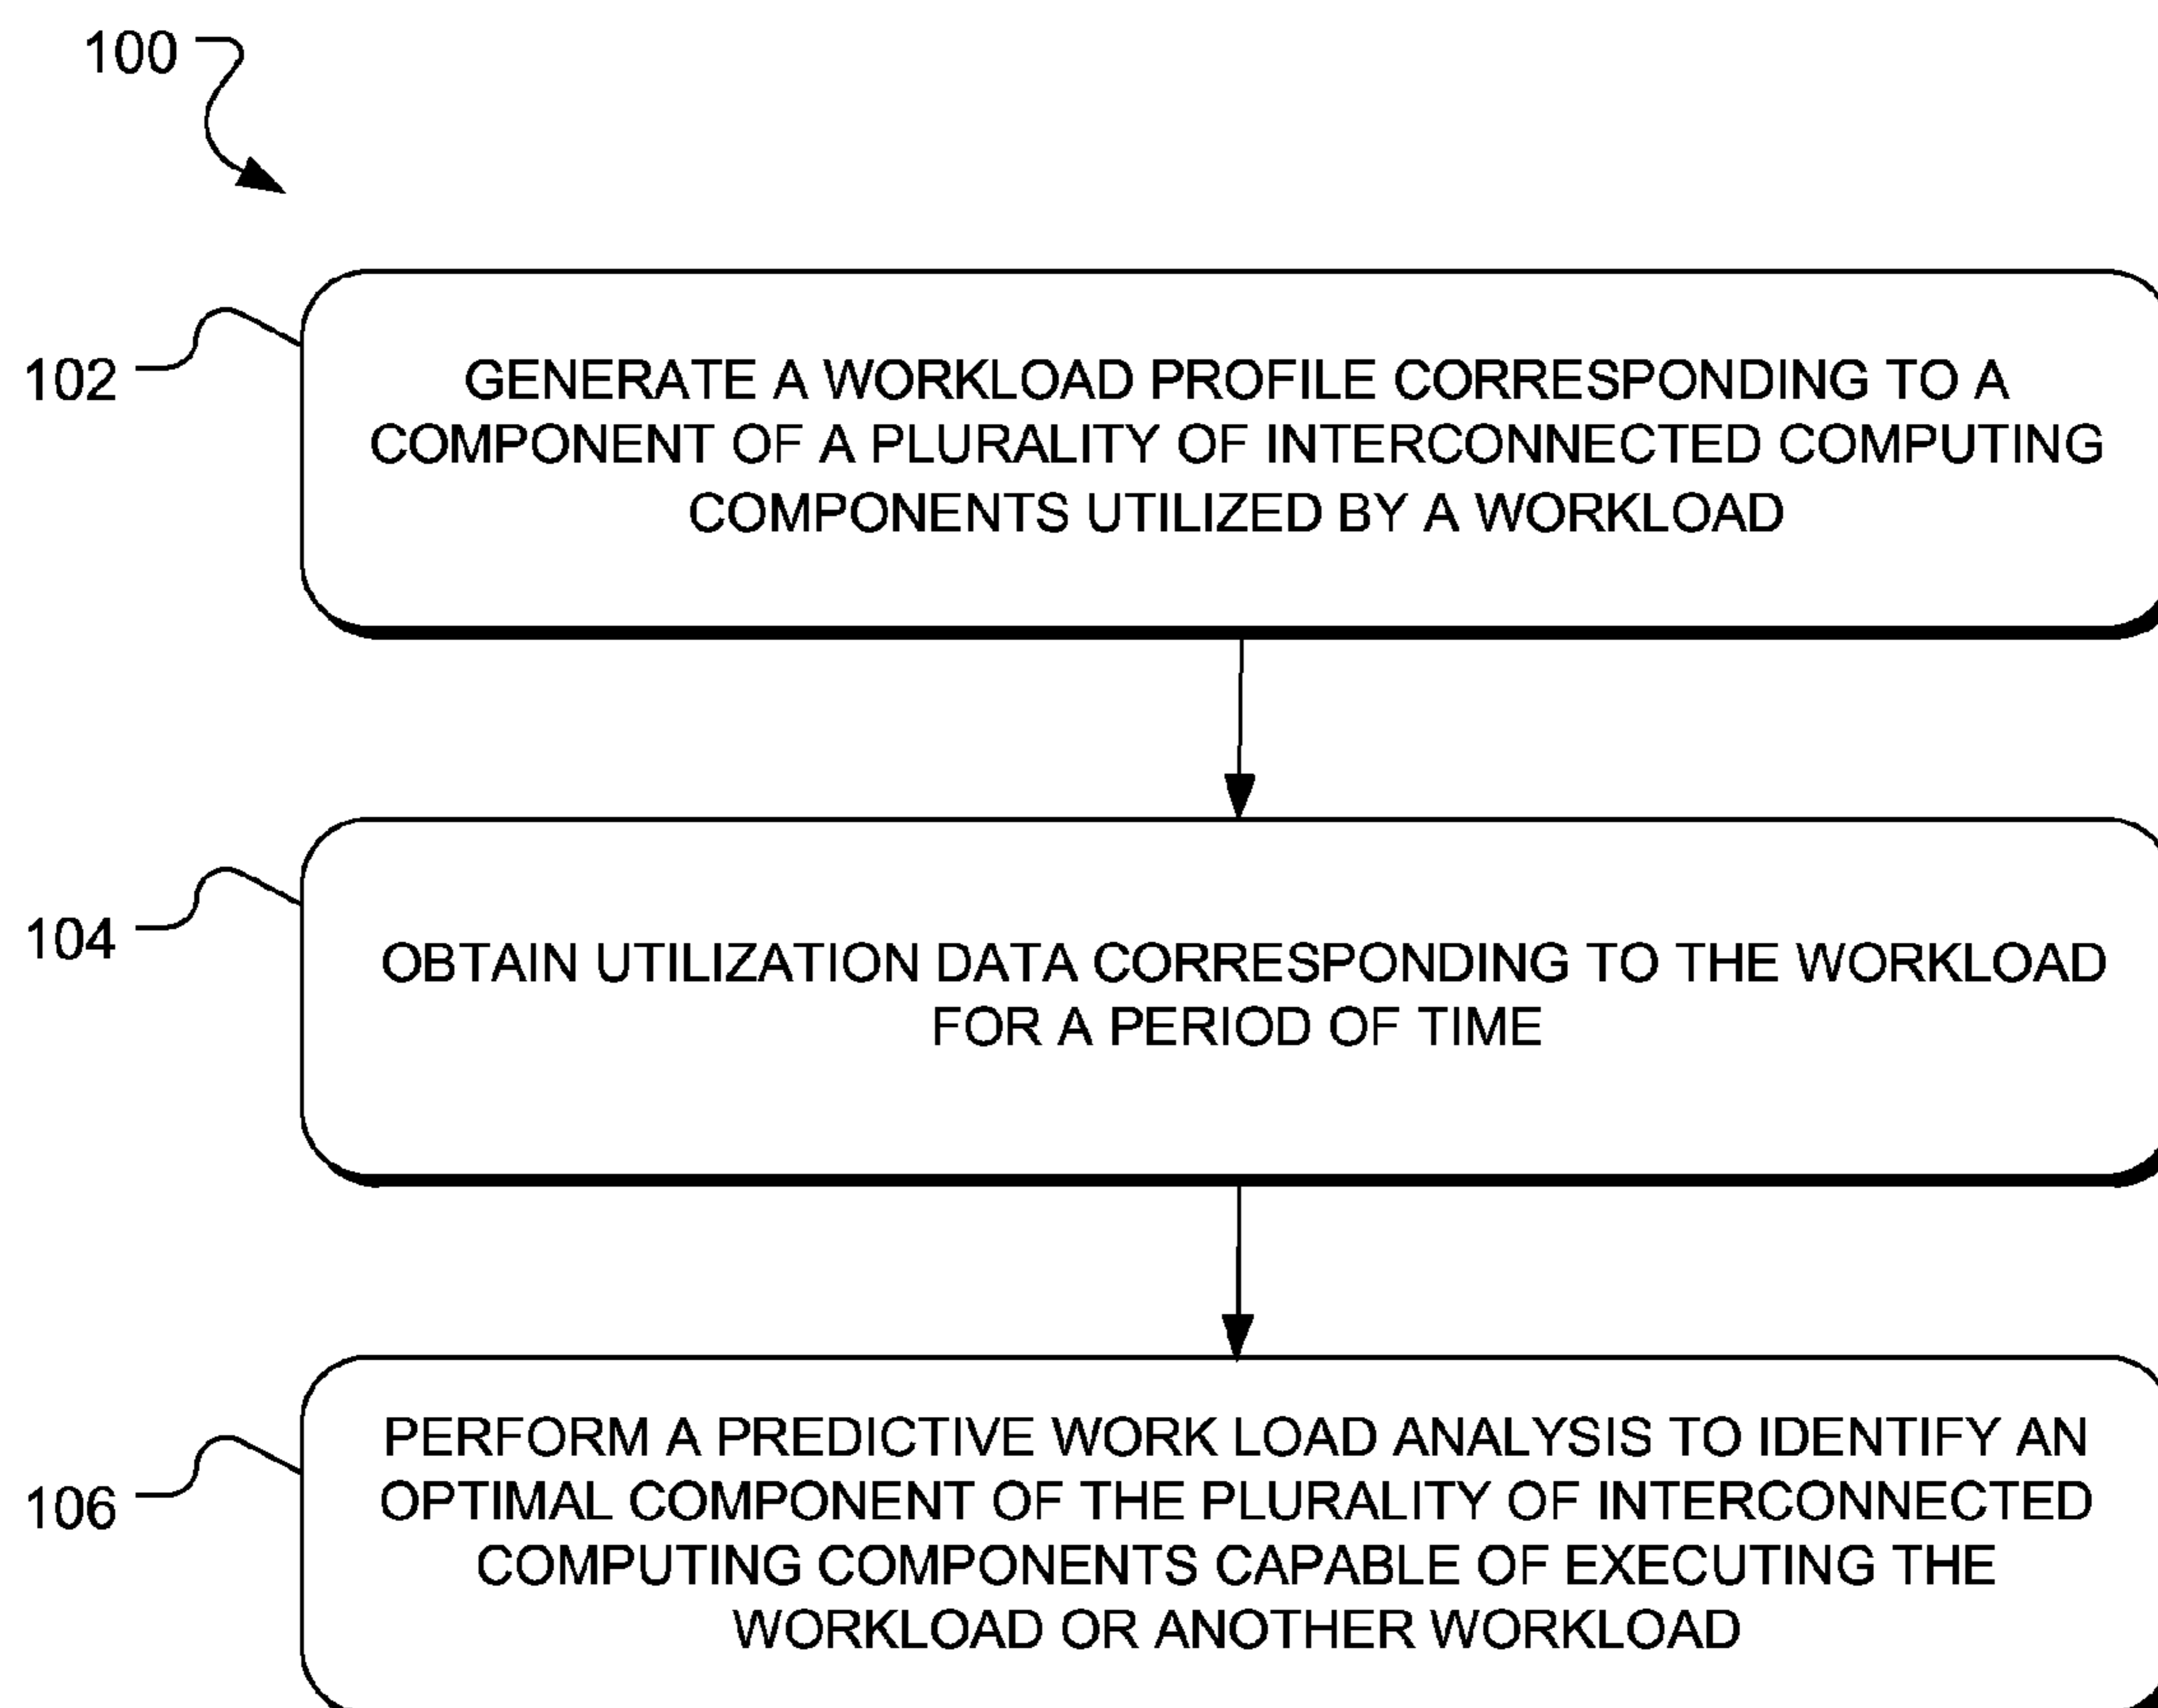 100
102
GENERATE A WORKLOAD PROFILE CORRESPONDING TO A
COMPONENT OF A PLURALITY OF INTERCONNECTED COMPUTING
COMPONENTS UTILIZED BY A WORKLOAD
104
OBTAIN UTILIZATION DATA CORRESPONDING TO THE WORKLOAD
FOR A PERIOD OF TIME
106
PERFORM A PREDICTIVE WORK LOAD ANALYSIS TO IDENTIFY AN
OPTIMAL COMPONENT OF THE PLURALITY OF INTERCONNECTED
COMPUTING COMPONENTS CAPABLE OF EXECUTING THE
WORKLOAD OR ANOTHER WORKLOAD